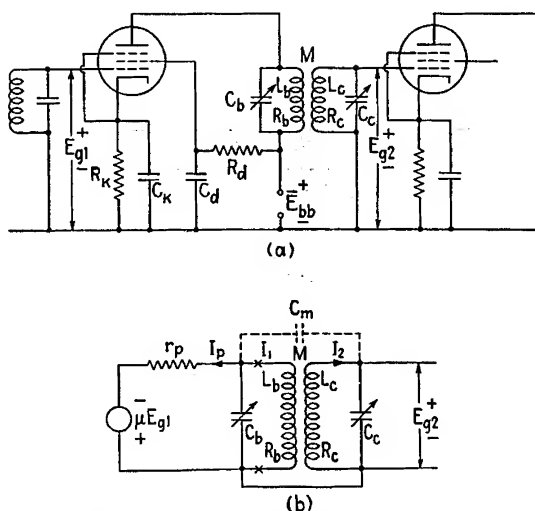 M
C_b
L_b
L_c
C_c
R_b
R_c
E_g1
+
-
R_K
C_K
C_d
R_d
+
E_bb
-
E_g2
+
-
(a)
C_m
r_p
I_p
I_1
M
I_2
-
μE_g1
+
C_b
L_b
L_c
R_b
R_c
C_c
E_g2
+
-
(b)